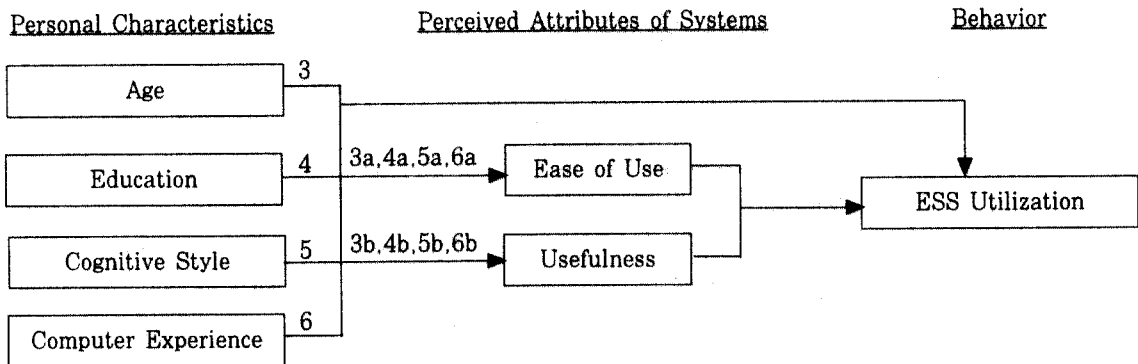 Personal Characteristics
Perceived Attributes of Systems
Behavior
3
Age
4
3a,4a,5a,6a
Education
Ease of Use
ESS Utilization
5
3b,4b,5b,6b
Cognitive Style
Usefulness
6
Computer Experience